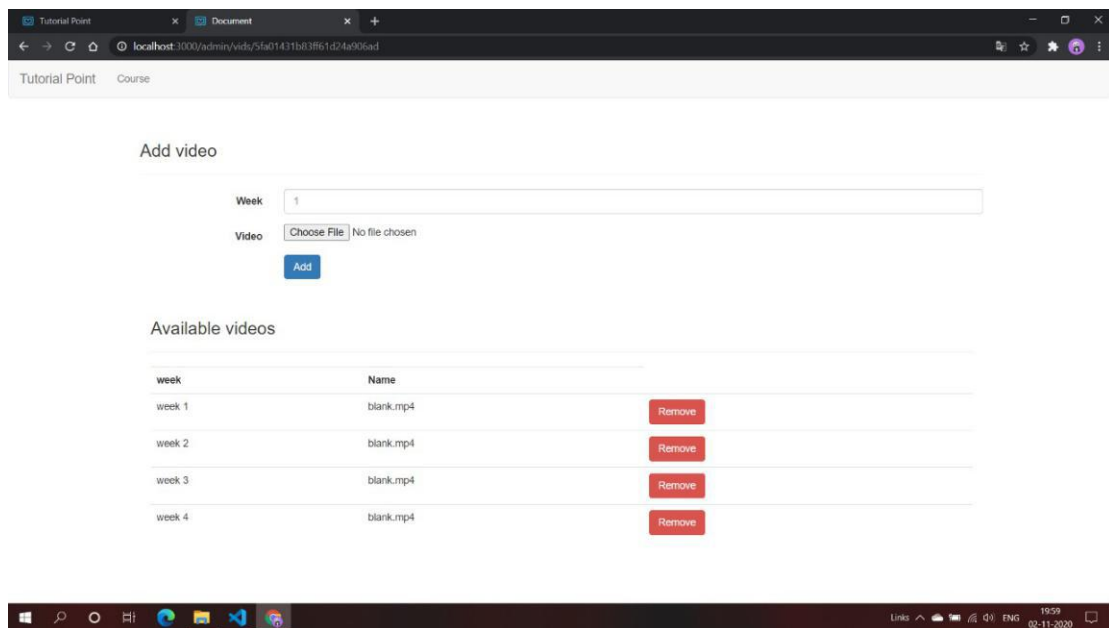 Tutorial Point Document
localhost:3000/admin/vids/5fa01431b83ff61d24a906ad
Tutorial Point Course
Add video
Week 1
Video Choose File No file chosen
Add
Available videos
week Name
week 1 blank.mp4 Remove
week 2 blank.mp4 Remove
week 3 blank.mp4 Remove
week 4 blank.mp4 Remove
Links ENG 19:59
02-11-2020